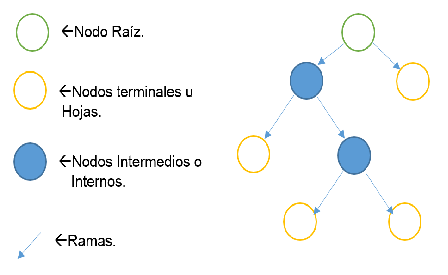 ←Nodo Raíz.
←Nodos terminales u
Hojas.
←Nodos Intermedios o
Internos.
←Ramas.